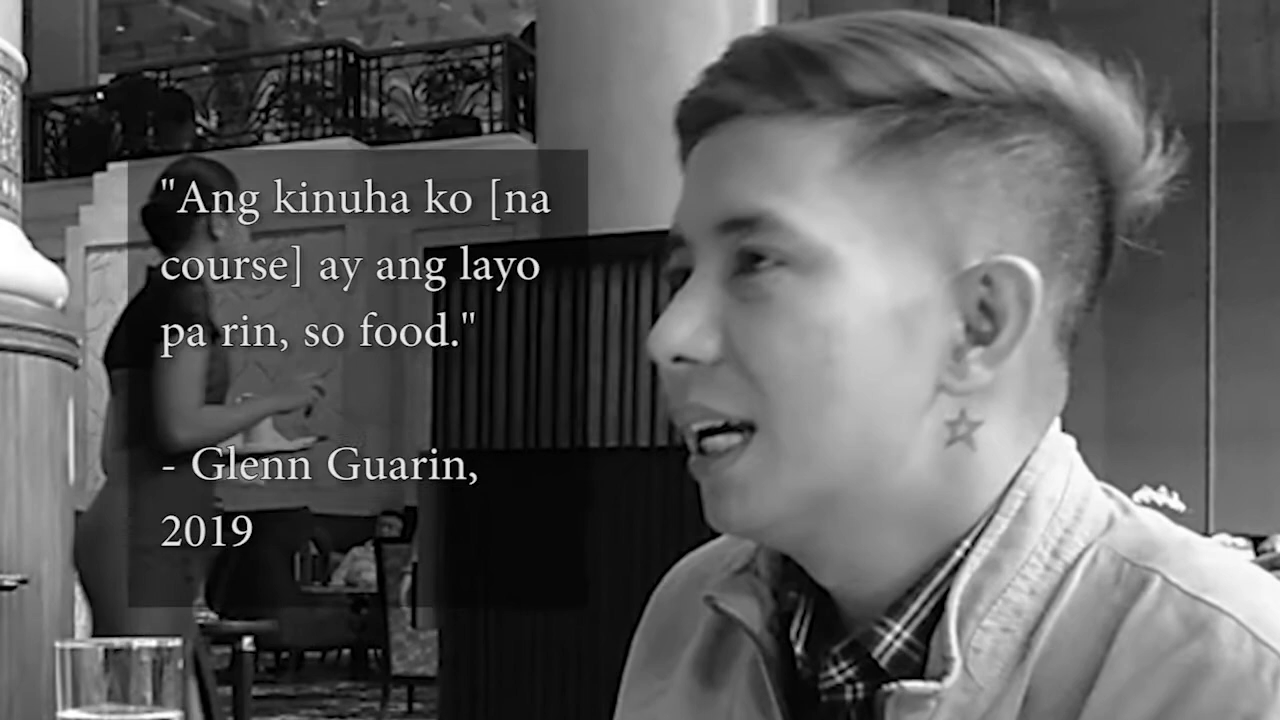 "Ang kinuha ko [na
course] ay ang layo
pa rin, so food."
- Glenn Guarin,
2019